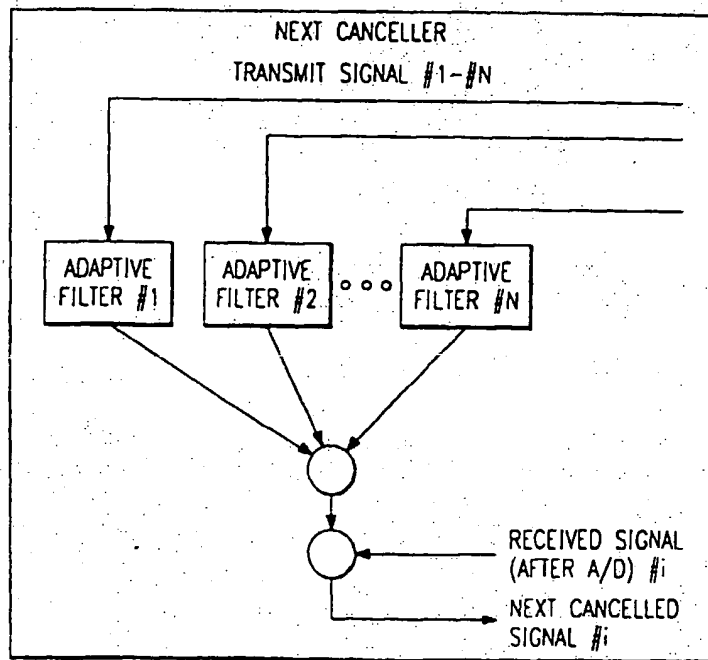 NEXT CANCELLER
TRANSMIT SIGNAL #1-#N
ADAPTIVE
FILTER #1
ADAPTIVE
FILTER #2
ADAPTIVE
FILTER #N
RECEIVED SIGNAL
(AFTER A/D) #i
NEXT CANCELLED
SIGNAL #i